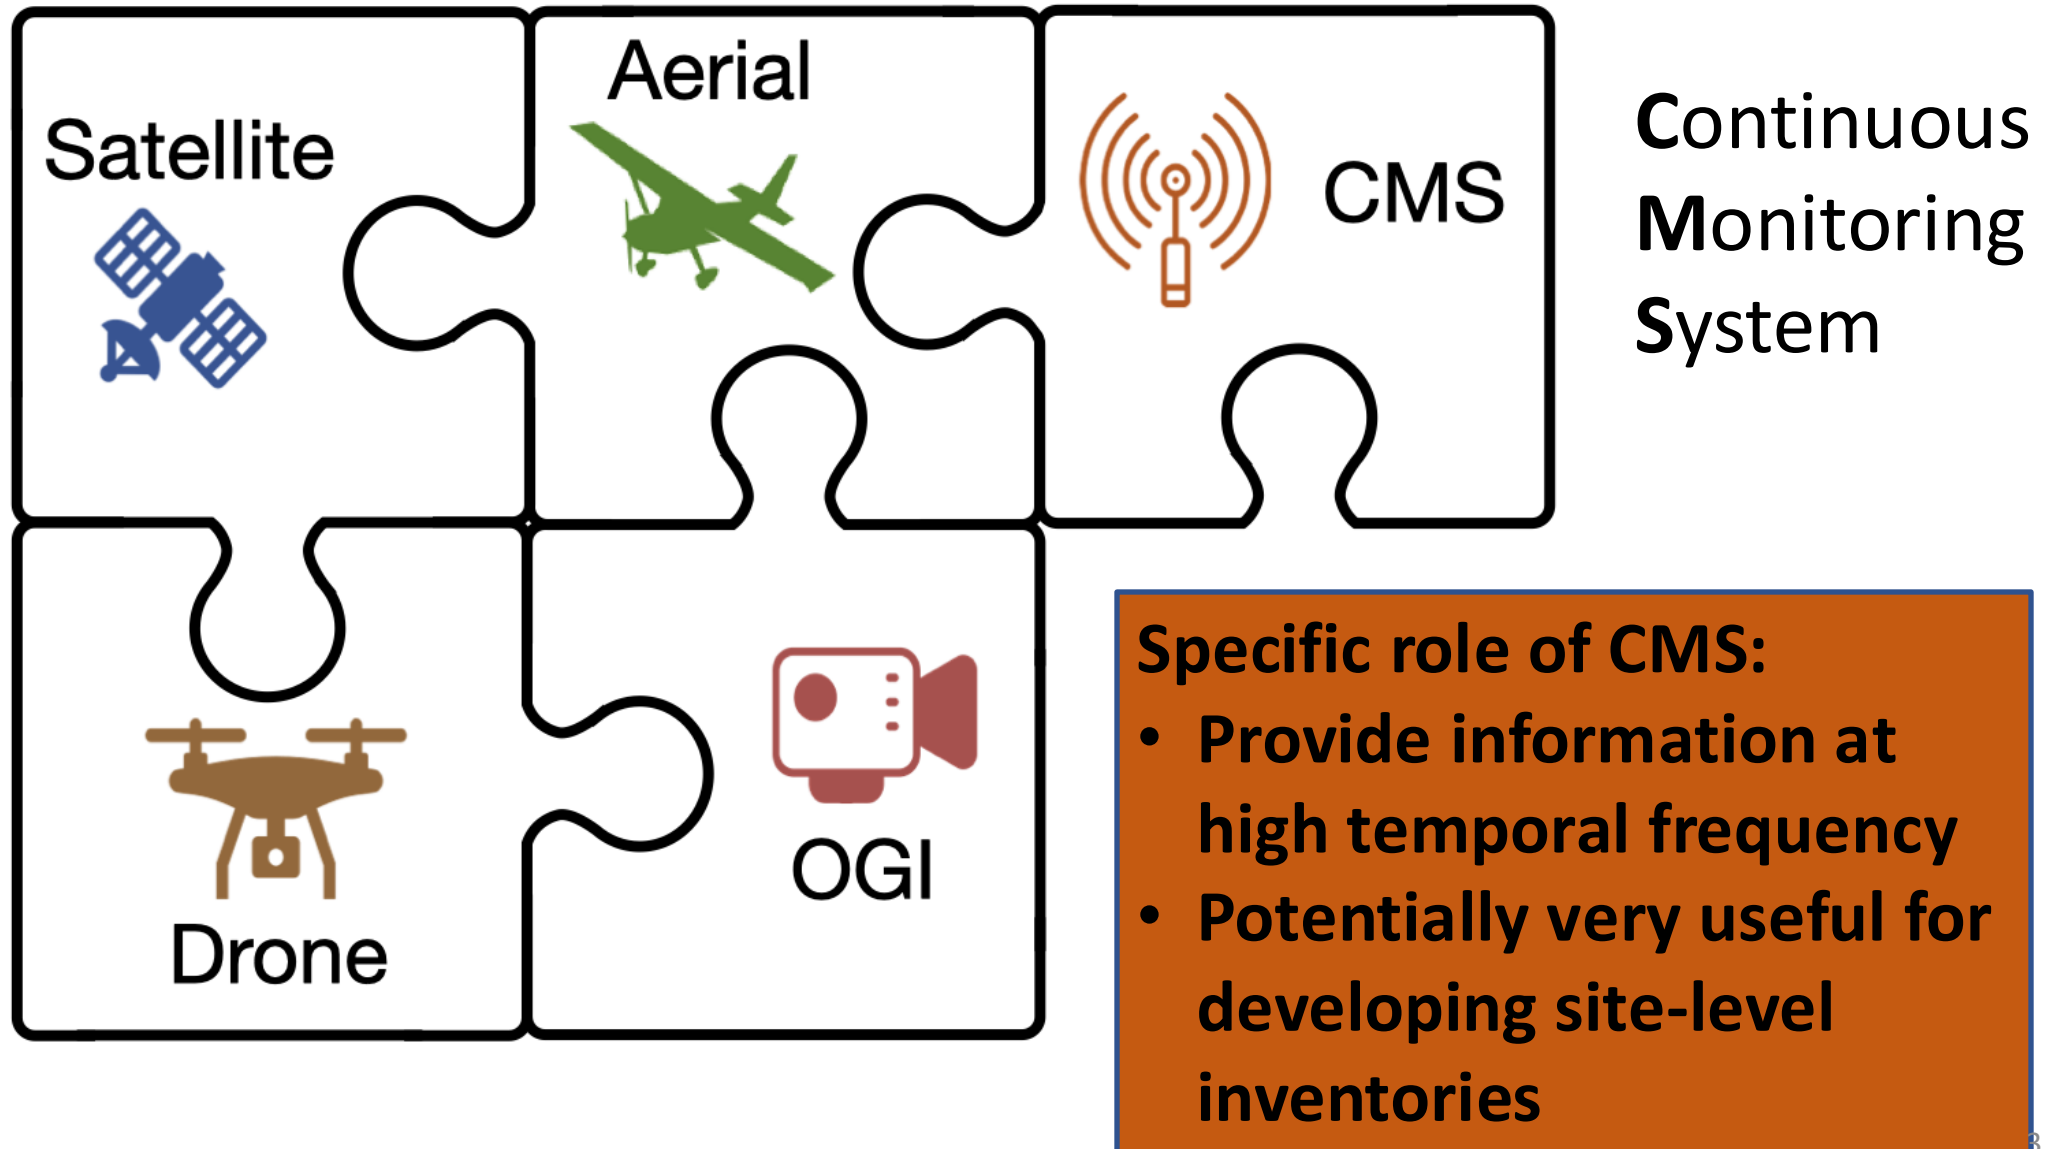 Satellite
Aerial
CMS
Continuous
Monitoring
System
Drone
OGI
Specific role of CMS:
• Provide information at
high temporal frequency
• Potentially very useful for
developing site-level
inventories
3